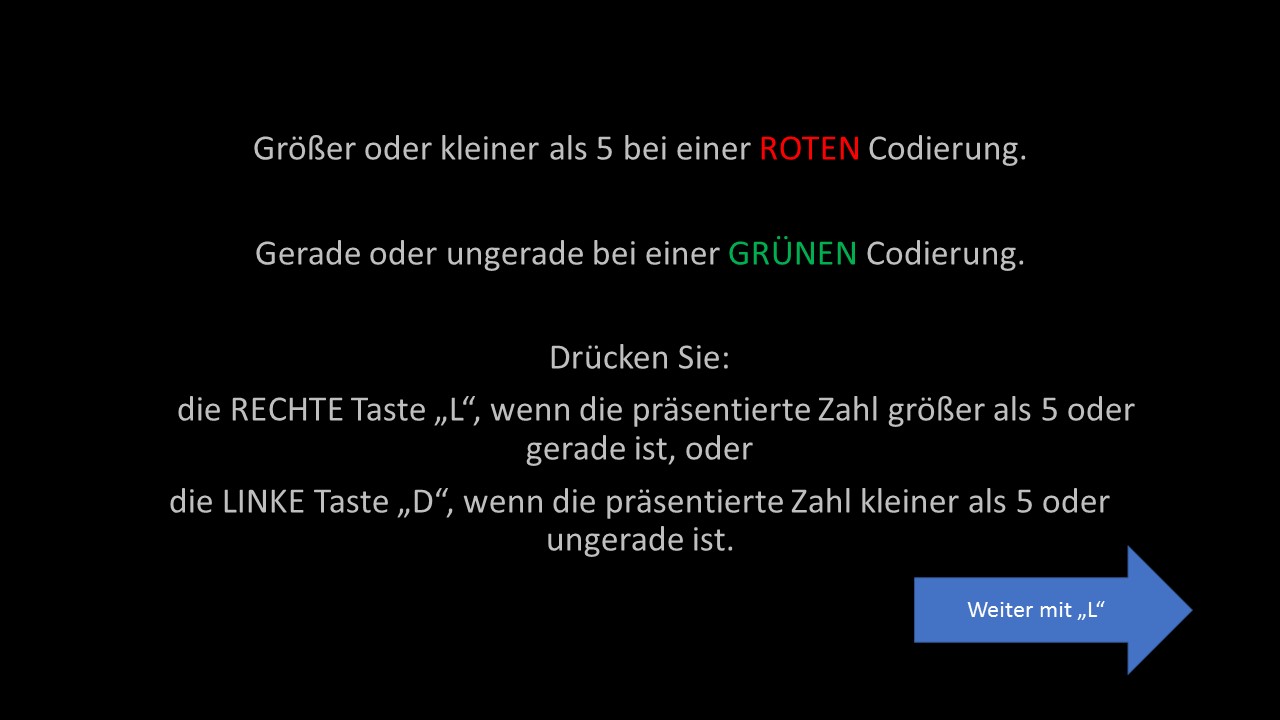 Größer oder kleiner als 5 bei einer ROTEN Codierung.
Gerade oder ungerade bei einer GRÜNEN Codierung.
Drücken Sie:
die RECHTE Taste „L“, wenn die präsentierte Zahl größer als 5 oder
gerade ist, oder
die LINKE Taste „D“, wenn die präsentierte Zahl kleiner als 5 oder
ungerade ist.
Weiter mit „L“